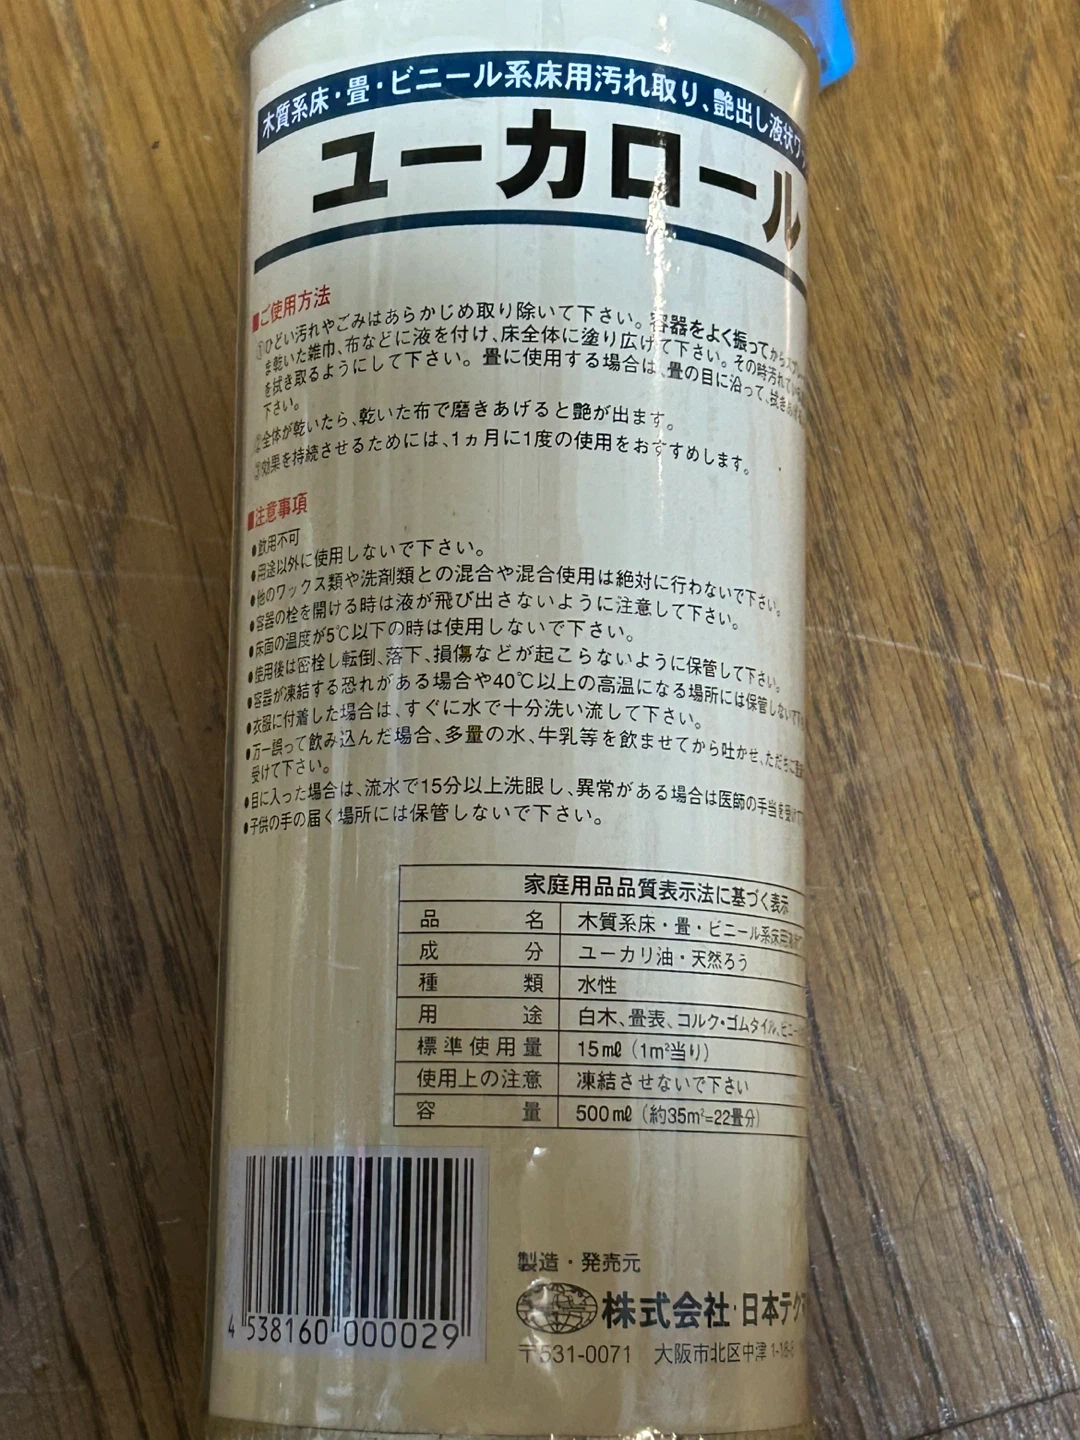 木質系床・畳・ビニール系床用汚れ取り、艶出し液状ワッ
ユーカロール
■ご使用方法
①ひどい汚れやごみはあらかじめ取り除いて下さい。容器をよく振ってから
ま乾いた雑巾、布などに液を付け、床全体に塗り広げて下さい。その時汚れて
を拭き取るようにして下さい。畳に使用する場合は、畳の目に沿って、拭き
下さい。
②全体が乾いたら、乾いた布で磨きあげると艶が出ます。
③効果を持続させるためには、1ヵ月に1度の使用をおすすめします。
■注意事項
●飲用不可
●用途以外に使用しないで下さい。
●他のワックス類や洗剤類との混合や混合使用は絶対に行わないで下さい。
●容器の栓を開ける時は液が飛び出さないように注意して下さい。
●床面の温度が5℃以下の時は使用しないで下さい。
●使用後は密栓し転倒、落下、損傷などが起こらないように保管して下さい。
●容器が凍結する恐れがある場合や40℃以上の高温になる場所には保管しないで下
●衣服に付着した場合は、すぐに水で十分洗い流して下さい。
●万一誤って飲み込んだ場合、多量の水、牛乳等を飲ませてから吐かせ、ただちに
受けて下さい。
●目に入った場合は、流水で15分以上洗眼し、異常がある場合は医師の手当を受け
●子供の手の届く場所には保管しないで下さい。
家庭用品品質表示法に基づく表示
品名 木質系床・畳・ビニール系床用
成分 ユーカリ油・天然ろう
種類 水性
用途 白木、畳表、コルク・ゴムタイル、ビニー
標準使用量 15mℓ（1m²当り）
使用上の注意 凍結させないで下さい
容量 500mℓ（約35m²=22畳分）
4 538160 000029
製造・発売元
株式会社・日本テク
〒531-0071 大阪市北区中津 1-18-